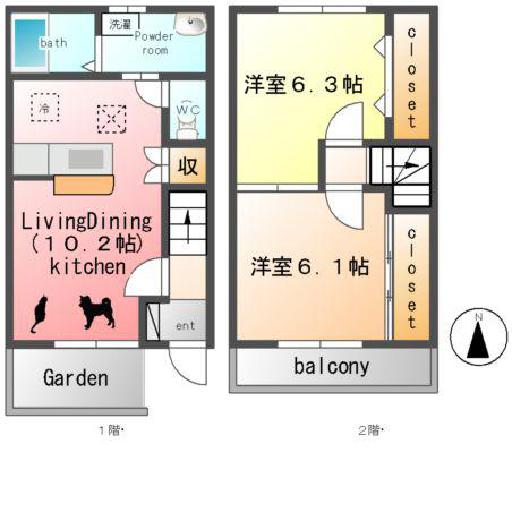 bath
洗濯
Powder
room
冷
WC
収
LivingDining
(１０.２帖)
kitchen
ent
Garden
1階･
洋室６.３帖
closet
洋室６.１帖
closet
balcony
2階･
N